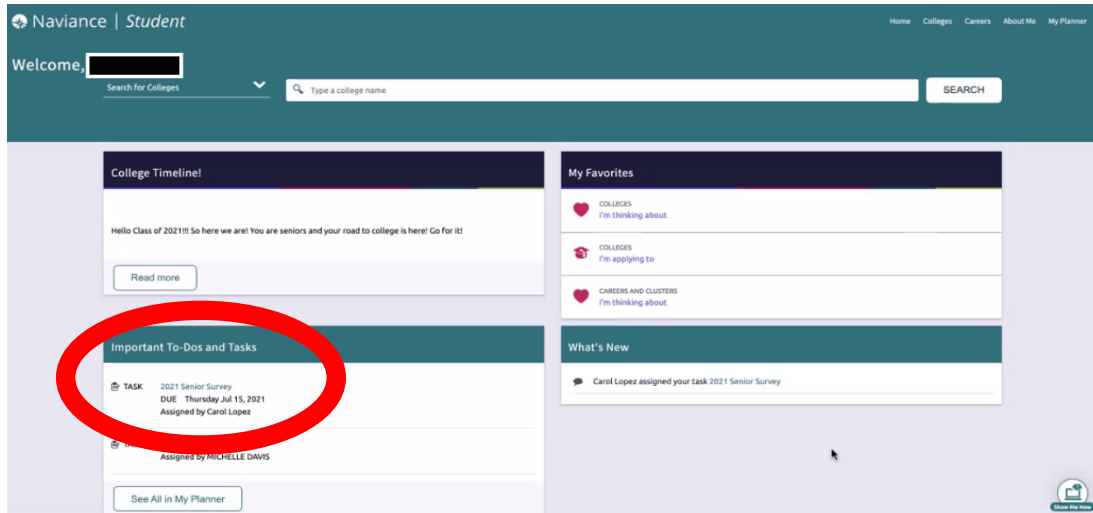 Naviance | Student
Home Colleges Careers About Me My Planner
Welcome,
Search for Colleges
Type a college name
SEARCH
College Timeline!
Hello Class of 2021!!! So here we are! You are seniors and your road to college is here! Go for it!
Read more
My Favorites
COLLEGES
I'm thinking about
COLLEGES
I'm applying to
CAREERS AND CLUSTERS
I'm thinking about
Important To-Dos and Tasks
TASK 2021 Senior Survey
DUE Thursday Jul 15, 2021
Assigned by Carol Lopez
Assigned by MICHELLE DAVIS
See All in My Planner
What's New
Carol Lopez assigned your task 2021 Senior Survey
Show Me How